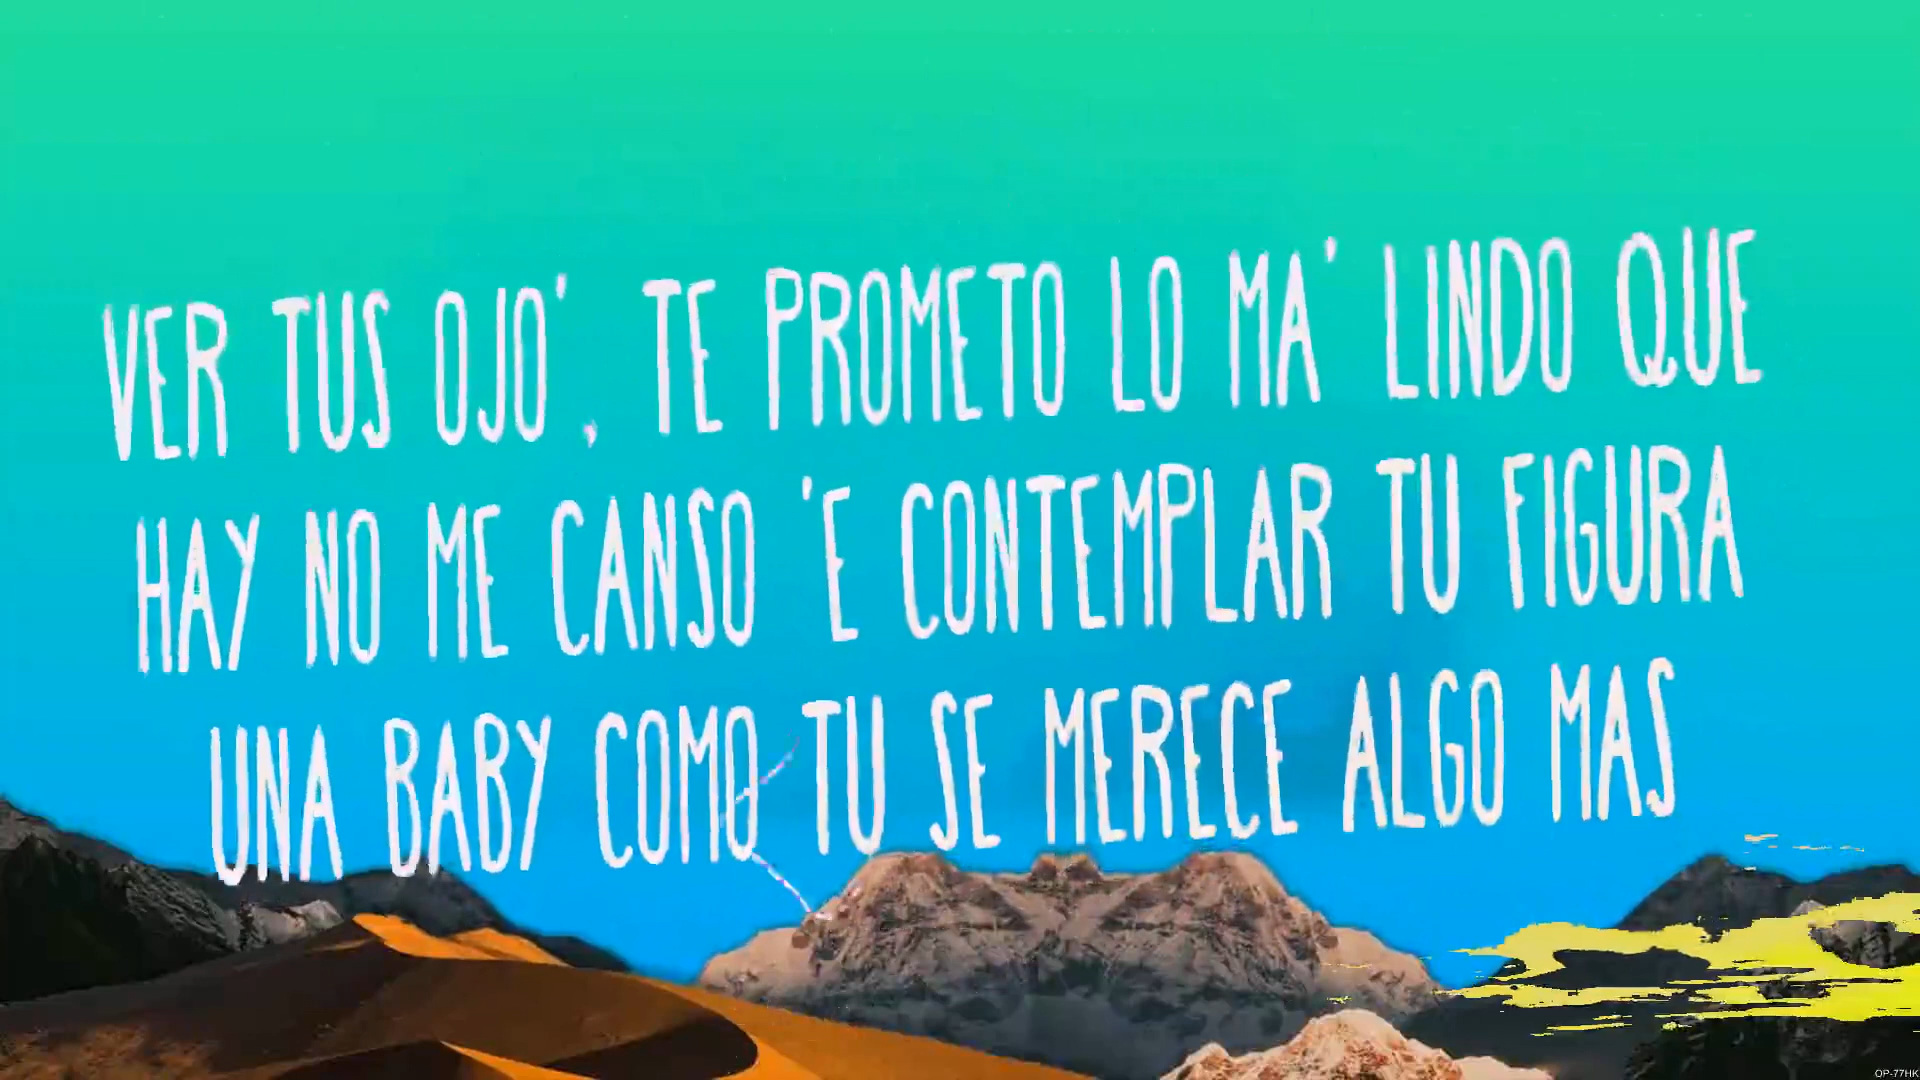 VER TUS OJO', TE PROMETO LO MA' LINDO QUE
HAY NO ME CANSO 'E CONTEMPLAR TU FIGURA
UNA BABY COMO TU SE MERECE ALGO MAS
OP-77HK